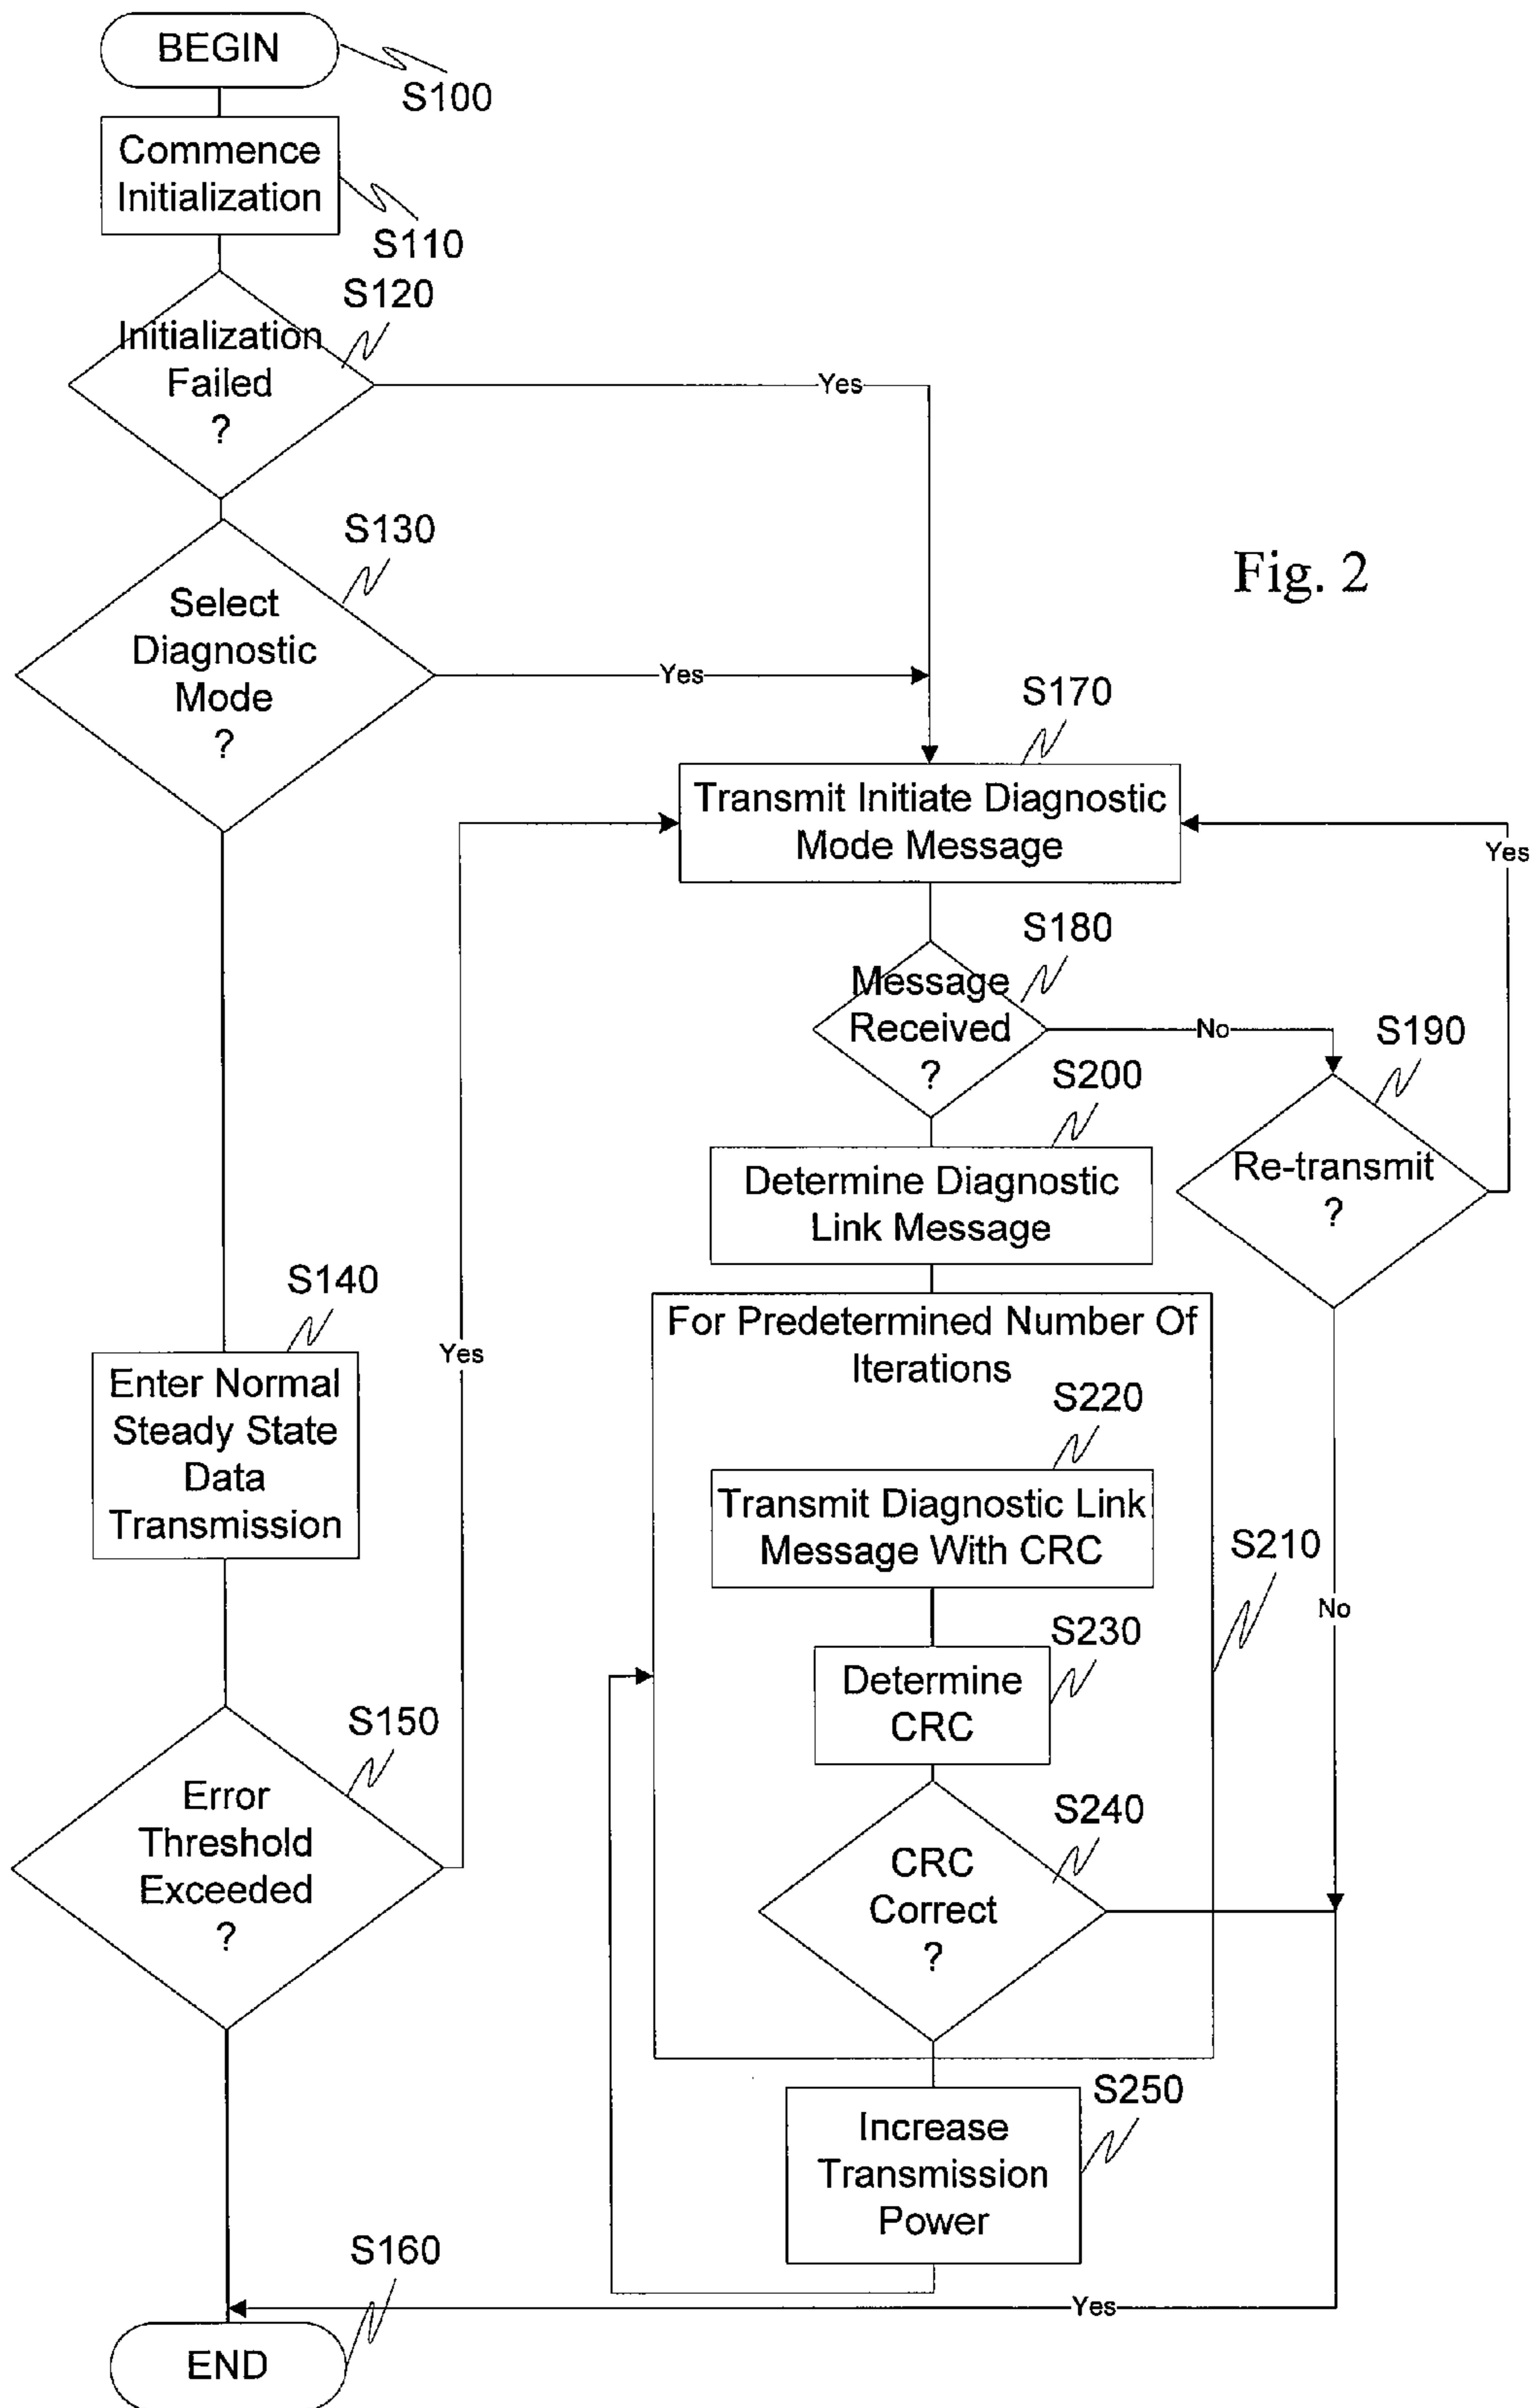 BEGIN
S100
Commence
Initialization
S110
S120
Initialization
Failed
?
Yes
S130
Select
Diagnostic
Mode
?
Yes
Fig. 2
S170
Transmit Initiate Diagnostic
Mode Message
Yes
S180
Message
Received
?
No
S190
Re-transmit
?
S200
Determine Diagnostic
Link Message
S140
Enter Normal
Steady State
Data
Transmission
Yes
For Predetermined Number Of
Iterations
S220
Transmit Diagnostic Link
Message With CRC
S210
No
S230
Determine
CRC
S150
Error
Threshold
Exceeded
?
S240
CRC
Correct
?
S250
Increase
Transmission
Power
S160
Yes
END